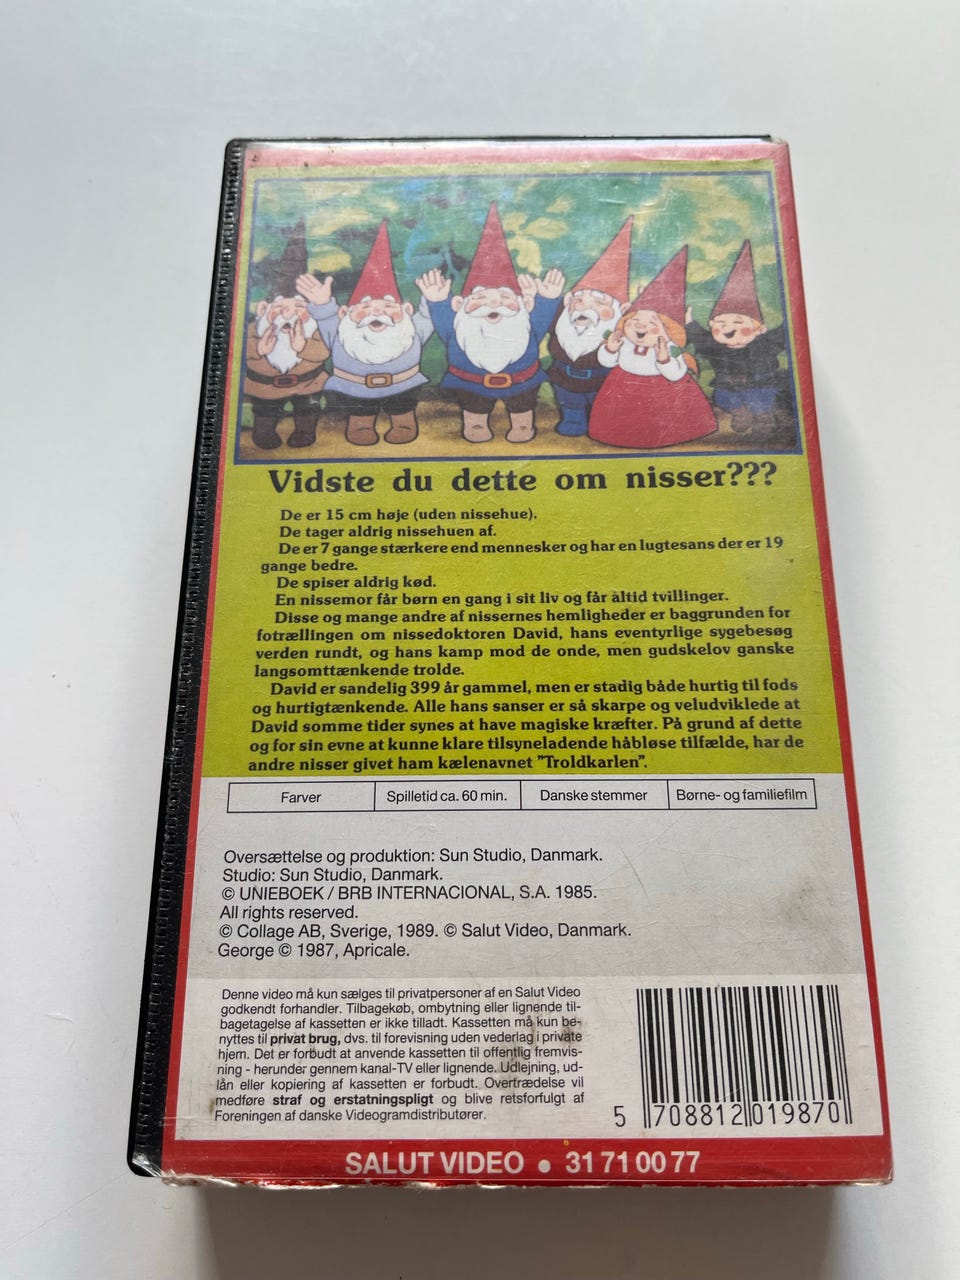 Vidste du dette om nisser???
De er 15 cm høje (uden nissehue).
De tager aldrig nissehuen af.
De er 7 gange stærkere end mennesker og har en lugtesans der er 19
gange bedre.
De spiser aldrig kød.
En nissemor får børn en gang i sit liv og får altid tvillinger.
Disse og mange andre af nissernes hemligheder er baggrunden for
fotrællingen om nissedoktoren David, hans eventyrlige sygebesøg
verden rundt, og hans kamp mod de onde, men gudskelov ganske
langsomttænkende trolde.
David er sandelig 399 år gammel, men er stadig både hurtig til fods
og hurtigtænkende. Alle hans sanser er så skarpe og veludviklede at
David somme tider synes at have magiske kræfter. På grund af dette
og for sin evne at kunne klare tilsyneladende håbløse tilfælde, har de
andre nisser givet ham kælenavnet "Troldkarlen".
Farver
Spilletid ca. 60 min.
Danske stemmer
Børne- og familiefilm
Oversættelse og produktion: Sun Studio, Danmark.
Studio: Sun Studio, Danmark.
© UNIEBOEK / BRB INTERNACIONAL, S.A. 1985.
All rights reserved.
© Collage AB, Sverige, 1989. © Salut Video, Danmark.
George © 1987, Apricale.
Denne video må kun sælges til privatpersoner af en Salut Video
godkendt forhandler. Tilbagekøb, ombytning eller lignende til-
bagetagelse af kassetten er ikke tilladt. Kassetten må kun be-
nyttes til privat brug, dvs. til forevisning uden vederlag i private
hjem. Det er forbudt at anvende kassetten til offentlig fremvis-
ning - herunder gennem kanal-TV eller lignende. Udlejning, ud-
lån eller kopiering af kassetten er forbudt. Overtrædelse vil
medføre straf og erstatningspligt og blive retsforfulgt af
Foreningen af danske Videogramdistributører.
5 708812 019870
SALUT VIDEO ● 31 71 00 77